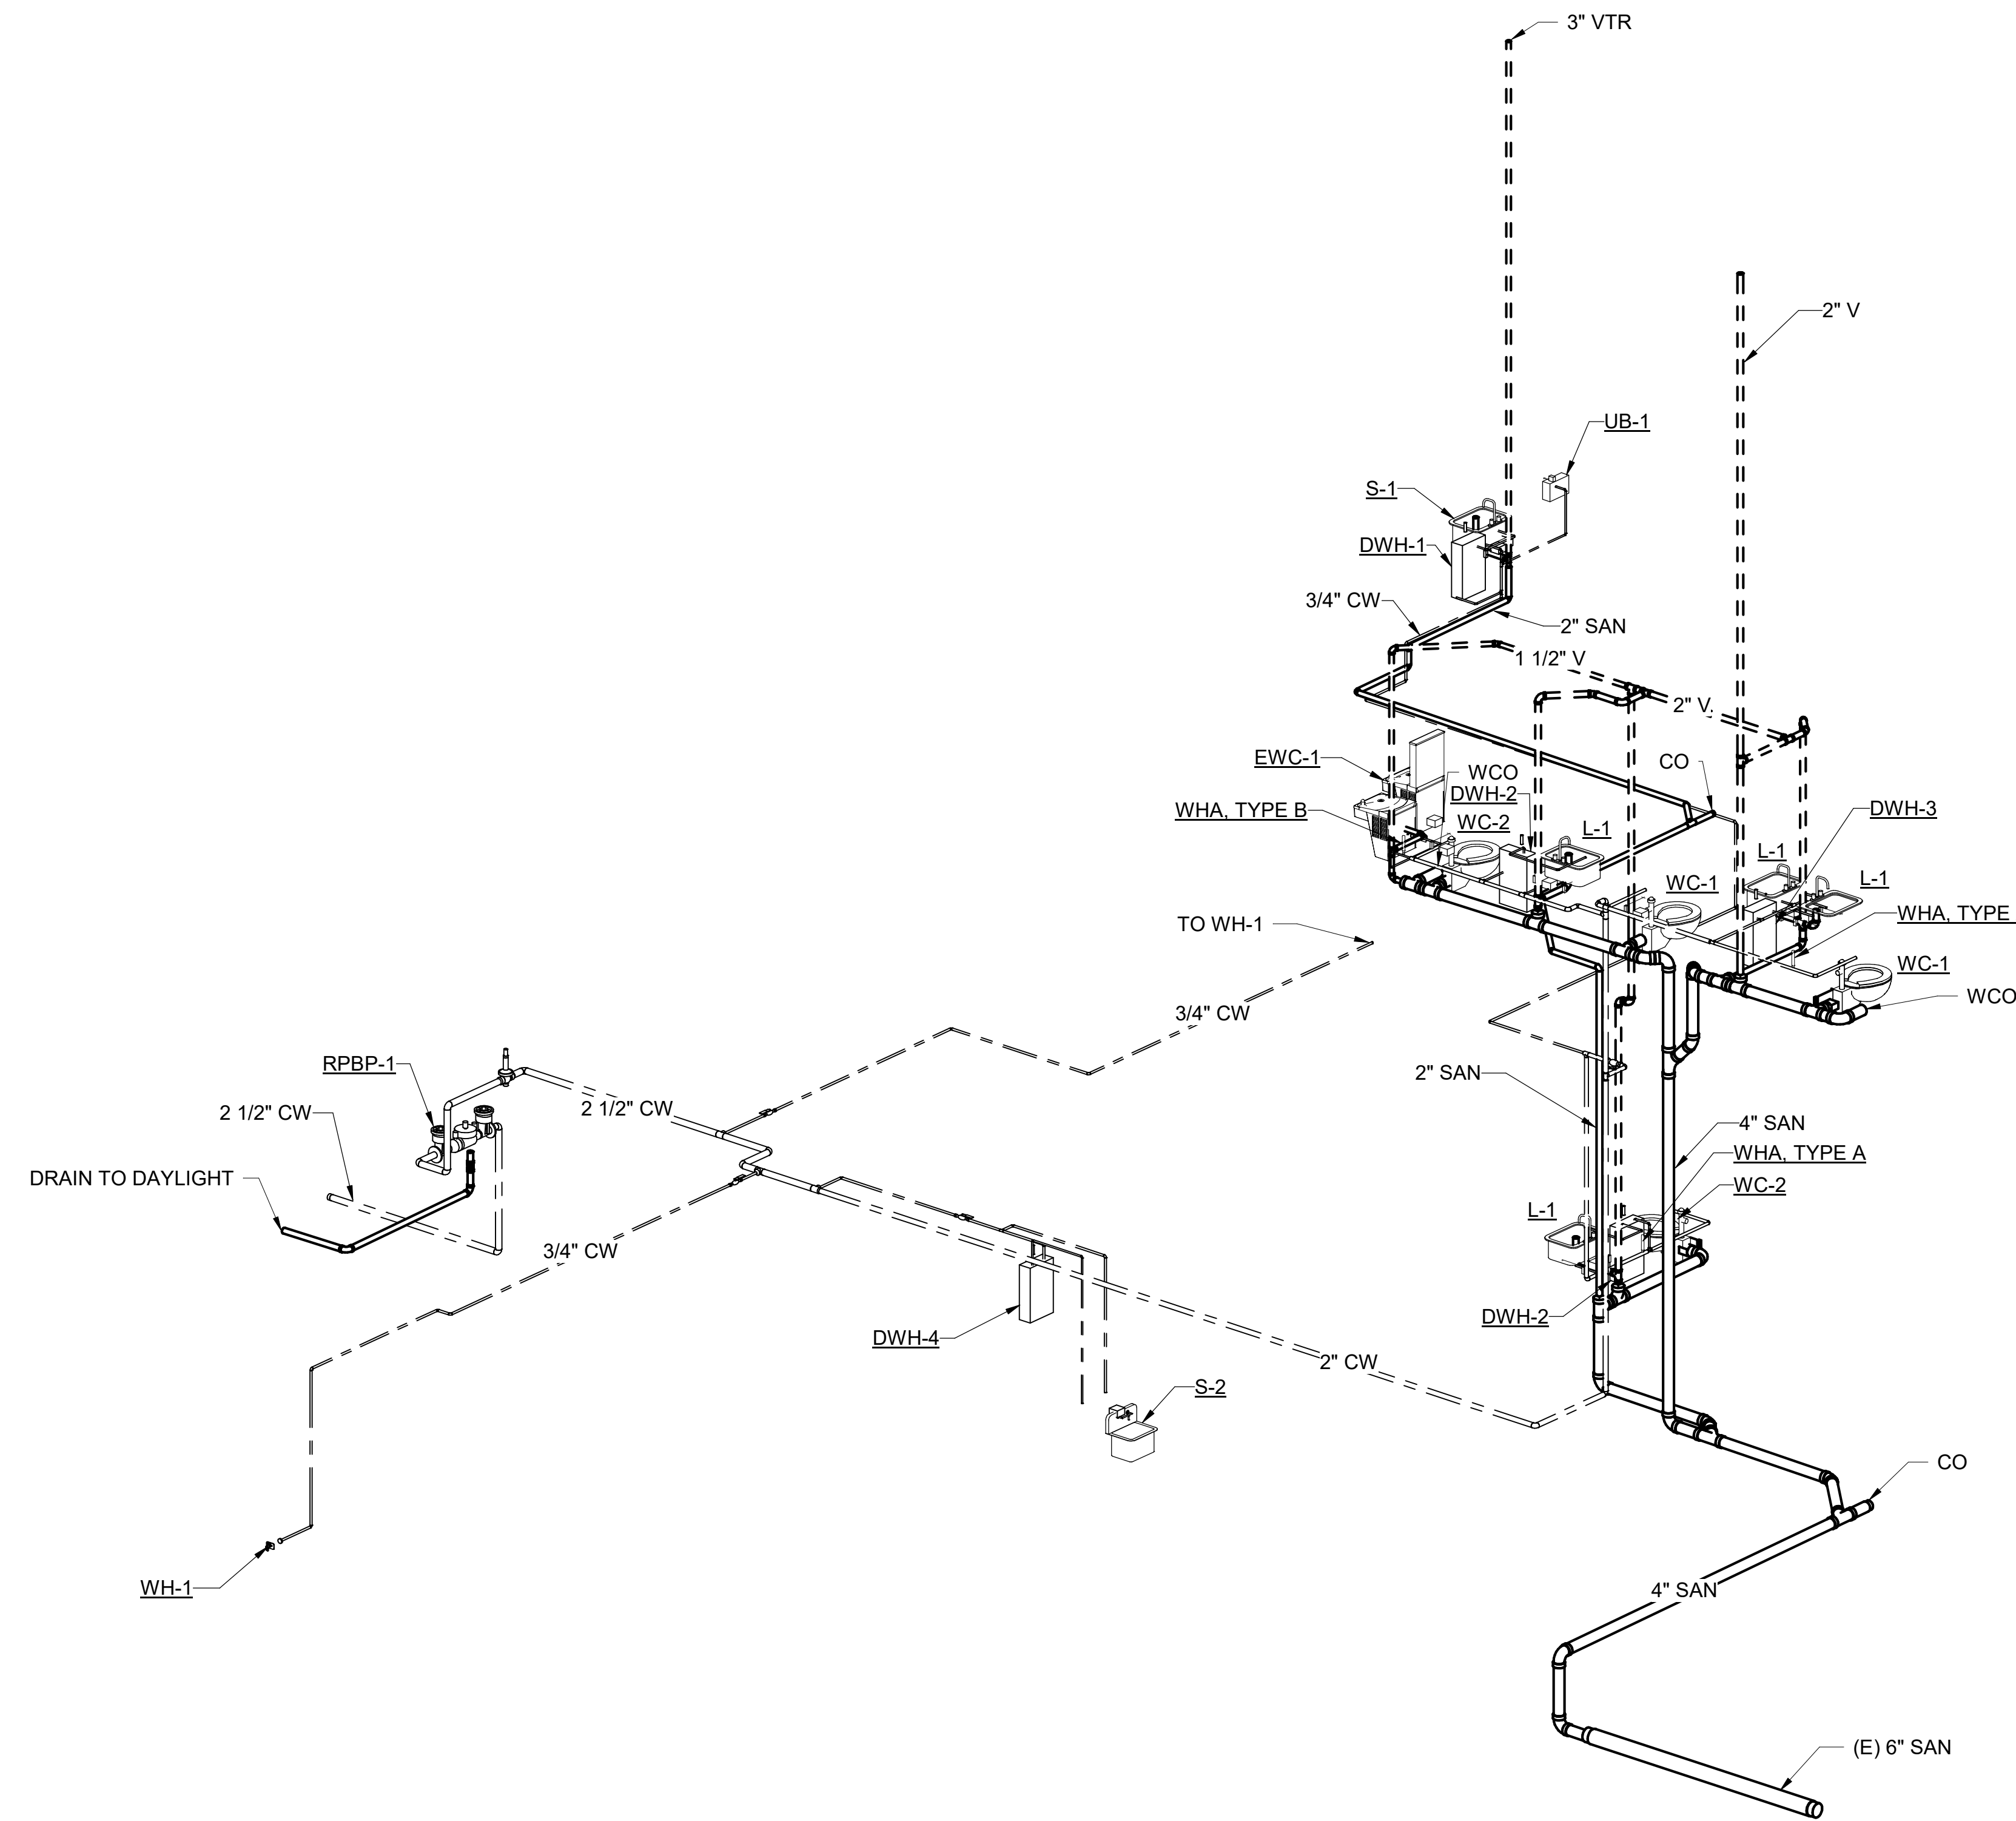 3" VTR
2" V
UB-1
S-1
DWH-1
3/4" CW
2" SAN
1 1/2" V
2" V
EWC-1
WCO
CO
DWH-2
WHA, TYPE B
WC-2
DWH-3
L-1
L-1
WC-1
L-1
TO WH-1
WHA, TYPE
WC-1
WCO
3/4" CW
RPBP-1
2" SAN
2 1/2" CW
2 1/2" CW
4" SAN
WHA, TYPE A
DRAIN TO DAYLIGHT
WC-2
L-1
3/4" CW
DWH-2
DWH-4
2" CW
S-2
CO
WH-1
4" SAN
(E) 6" SAN